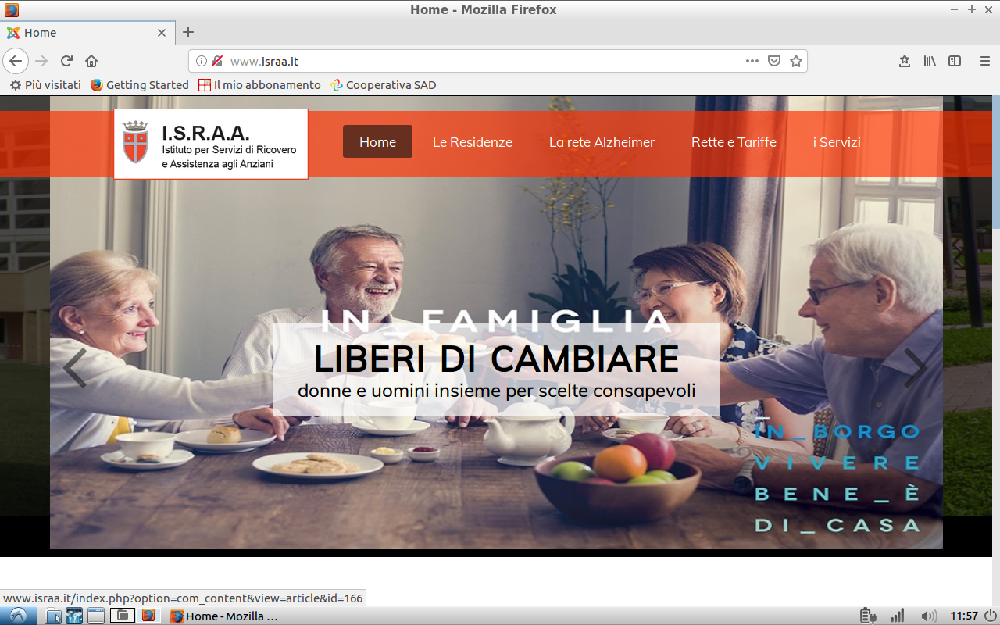 Home - Mozilla Firefox
Home
www.israa.it
Più visitati
Getting Started
Il mio abbonamento
Cooperativa SAD
I.S.R.A.A.
Istituto per Servizi di Ricovero
e Assistenza agli Anziani
Home
Le Residenze
La rete Alzheimer
Rette e Tariffe
i Servizi
IN_FAMIGLIA
LIBERI DI CAMBIARE
donne e uomini insieme per scelte consapevoli
IN_BORGO
VIVERE
BENE_È
DI_CASA
www.israa.it/index.php?option=com_content&view=article&id=166
Home - Mozilla ...
11:57